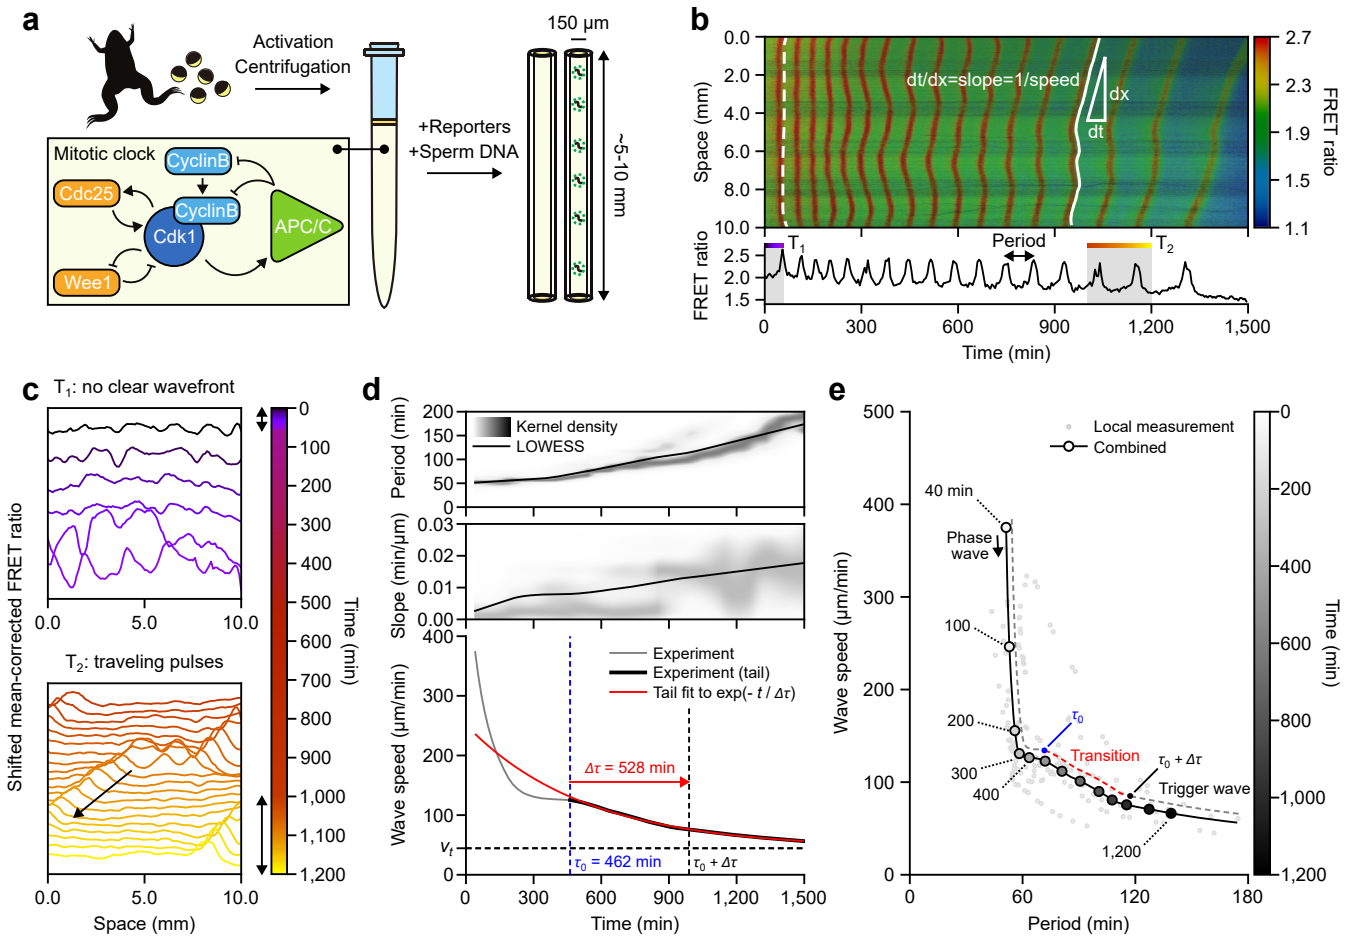 a
Activation
Centrifugation
150 µm
Mitotic clock
CyclinB
Cdc25
CyclinB
Cdk1
APC/C
Wee1
+Reporters
+Sperm DNA
~5-10 mm
b
0.0
2.0
4.0
6.0
8.0
10.0
Space (mm)
dt/dx=slope=1/speed
dx
dt
2.7
2.3
1.9
1.5
1.1
FRET ratio
T1
Period
T2
2.5
2.0
1.5
FRET ratio
0
300
600
900
1,200
1,500
Time (min)
c
T1: no clear wavefront
0.0
5.0
10.0
T2: traveling pulses
0.0
5.0
10.0
Space (mm)
Shifted mean-corrected FRET ratio
0
100
200
300
400
500
600
700
800
900
1,000
1,100
1,200
Time (min)
d
200
150
100
50
0
Period (min)
Kernel density
LOWESS
0.03
0.02
0.01
0.00
Slope (min/µm)
400
300
200
100
vt
0
Wave speed (µm/min)
Experiment
Experiment (tail)
Tail fit to exp(- t / Δτ)
Δτ = 528 min
τ0 = 462 min
τ0 + Δτ
0
300
600
900
1,200
1,500
Time (min)
e
500
400
300
200
100
0
Wave speed (µm/min)
Local measurement
Combined
40 min
Phase
wave
100
200
300
400
τ0
Transition
τ0 + Δτ
Trigger wave
1,200
0
60
120
180
Period (min)
0
200
400
600
800
1,000
1,200
Time (min)